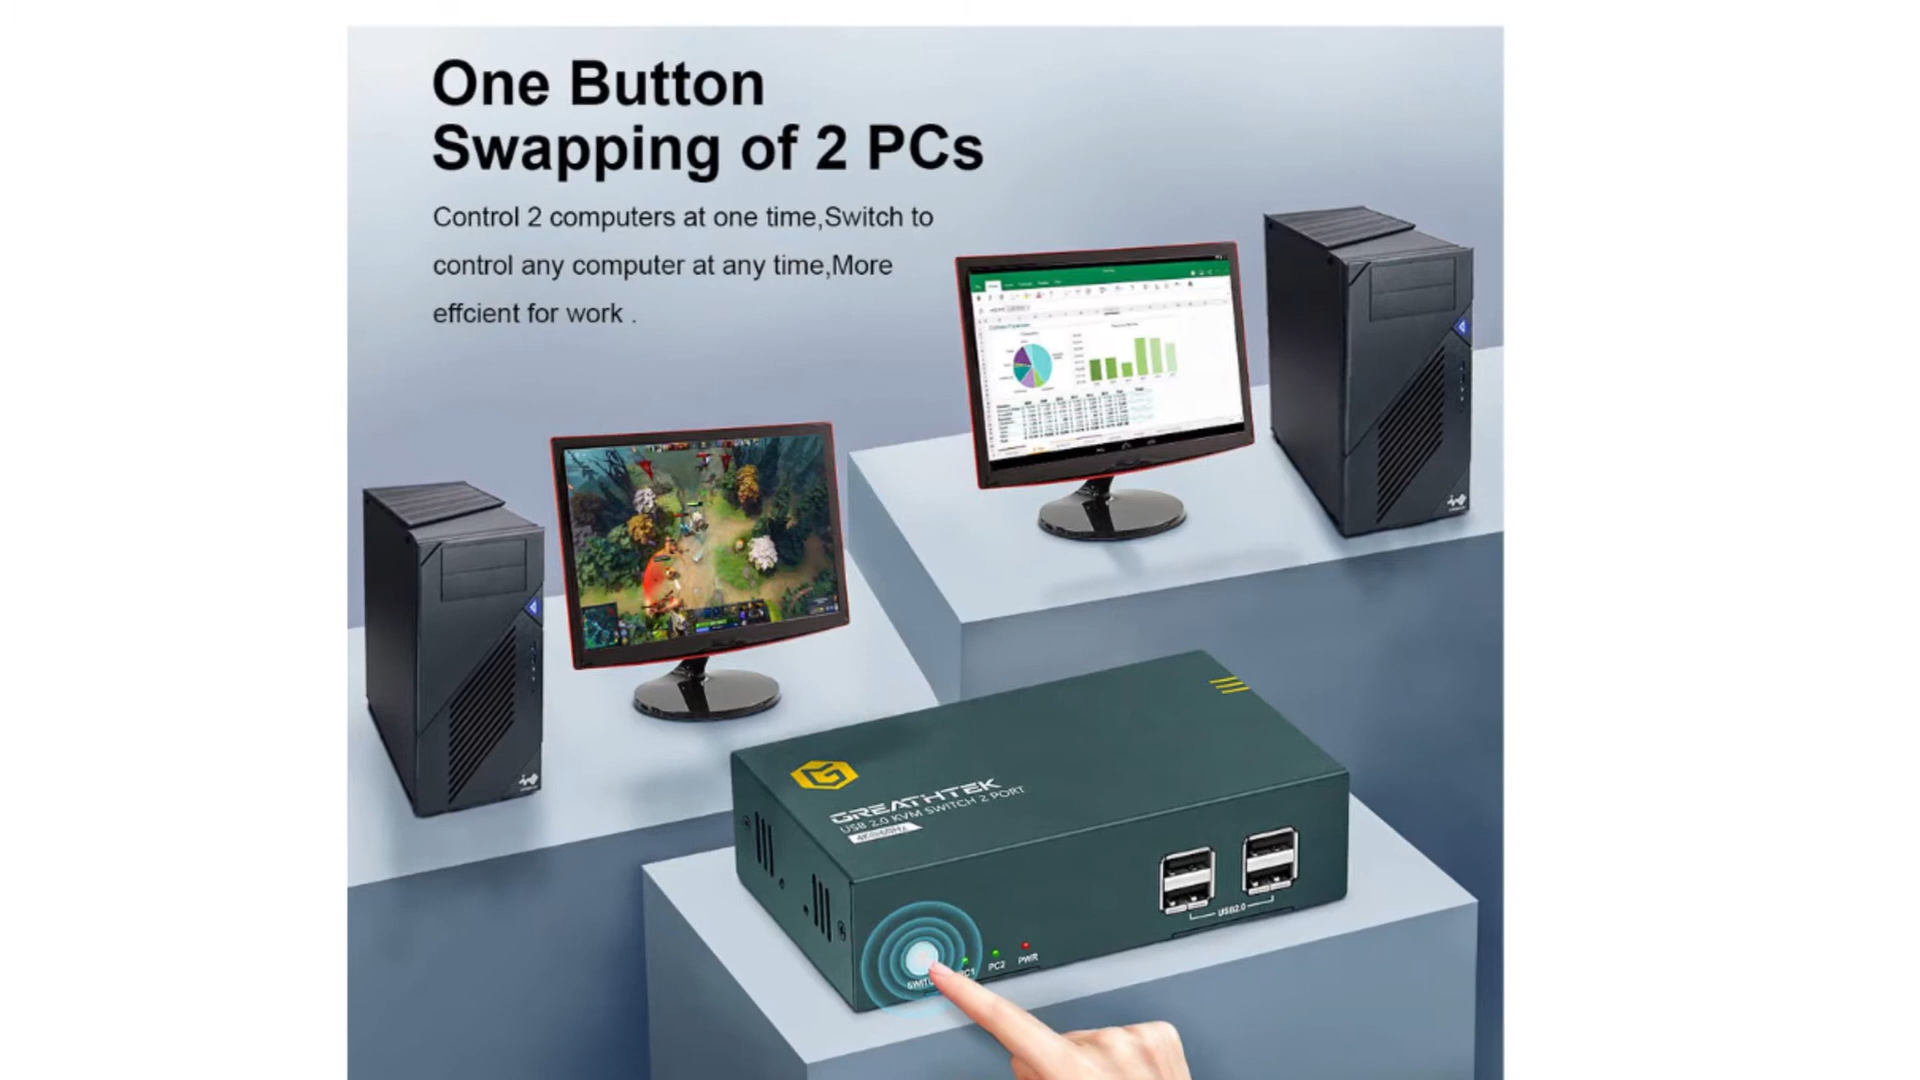 One Button
Swapping of 2 PCs
Control 2 computers at one time,Switch to
control any computer at any time,More
effcient for work .
GREATHTEK
USB 2.0 KVM SWITCH 2 PORT
USB2.0
PC2
PWR